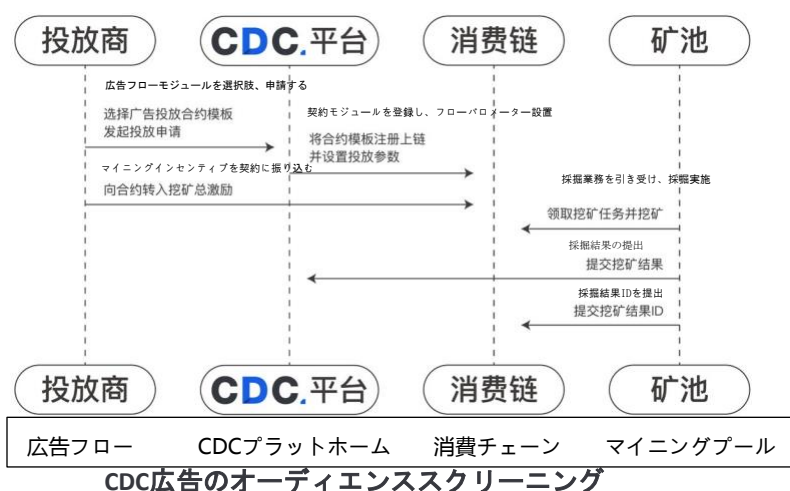 投放商 CDC.平台 消费链 矿池
広告フローモジュールを選択肢、申請する
选择广告投放合约模板
发起投放申请
契約モジュールを登録し、フローパロメーター設置
将合约模板注册上链
并设置投放参数
マイニングインセンティブを契約に振り込む
向合约转入挖矿总激励
採掘業務を引き受け、採掘実施
领取挖矿任务并挖矿
採掘結果の提出
提交挖矿结果
採掘結果IDを提出
提交挖矿结果ID
投放商 CDC.平台 消费链 矿池
広告フロー CDCプラットホーム 消費チェーン マイニングプール
CDC広告のオーディエンススクリーニング